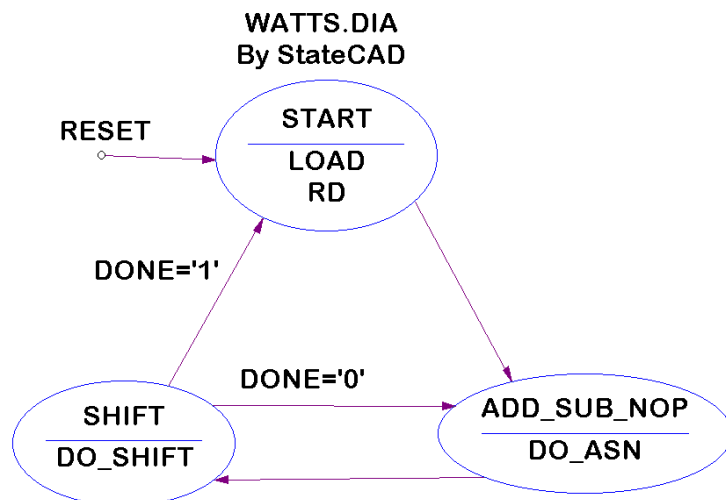 WATTS.DIA
By StateCAD
START
RESET
LOAD
RD
DONE='1'
DONE='0'
SHIFT
DO_SHIFT
ADD_SUB_NOP
DO_ASN